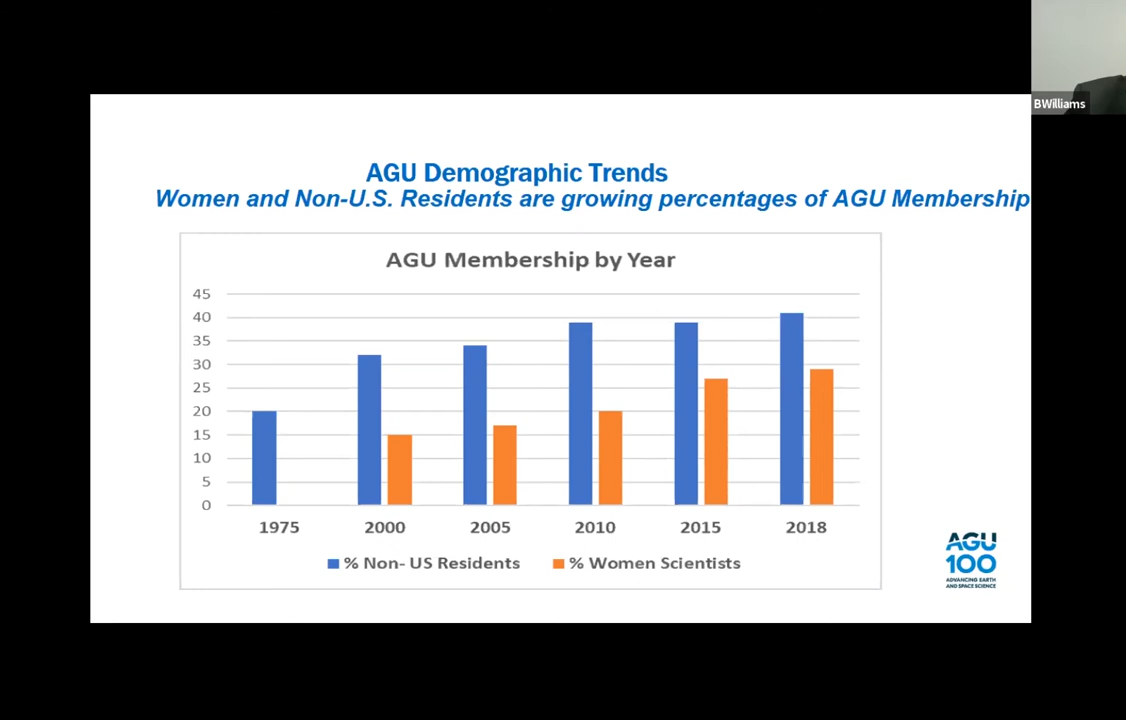 BWilliams
AGU Demographic Trends
Women and Non-U.S. Residents are growing percentages of AGU Membership
AGU Membership by Year
45
40
35
30
25
20
15
10
5
0
1975 2000 2005 2010 2015 2018
% Non- US Residents % Women Scientists
AGU
100
ADVANCING EARTH
AND SPACE SCIENCE